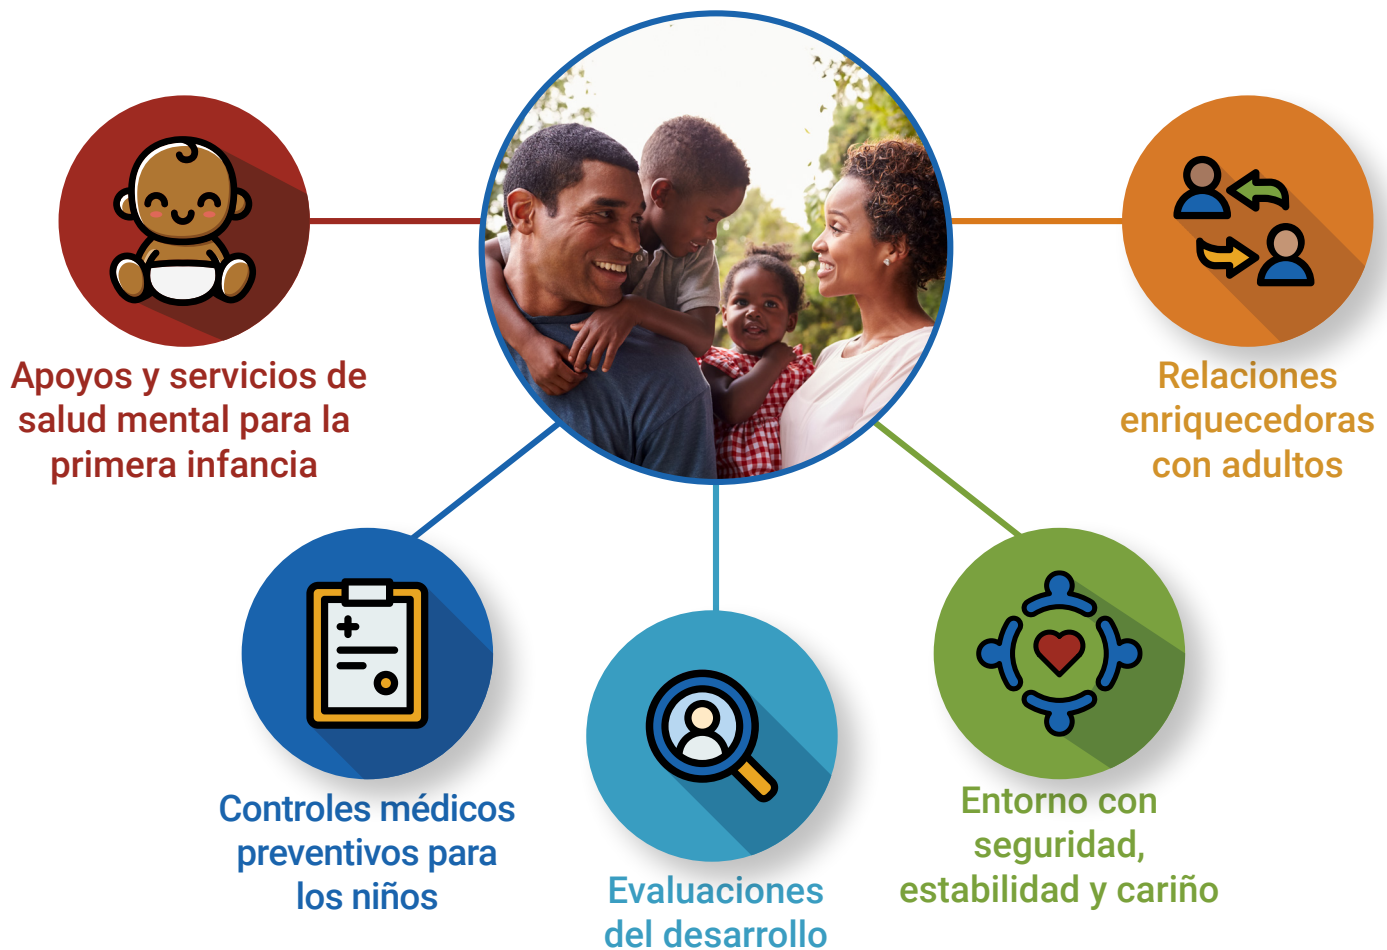 Apoyos y servicios de
salud mental para la
primera infancia
Controles médicos
preventivos para
los niños
Evaluaciones
del desarrollo
Entorno con
seguridad,
estabilidad y cariño
Relaciones
enriquecedoras
con adultos